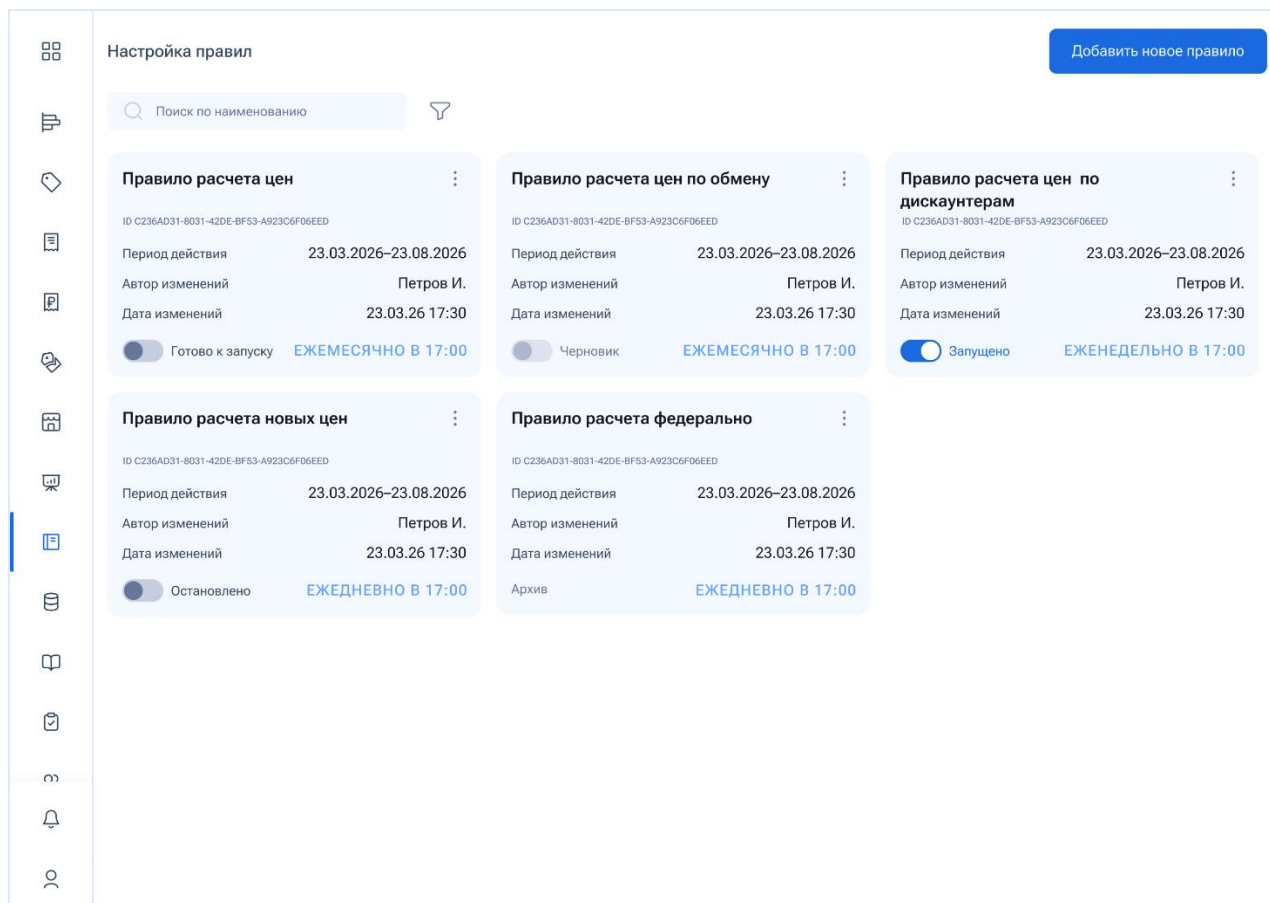 Настройка правил
Добавить новое правило
Поиск по наименованию
Правило расчета цен
ID C236AD31-8031-42DE-BF53-A923C6F06EED
Период действия 23.03.2026–23.08.2026
Автор изменений Петров И.
Дата изменений 23.03.26 17:30
Готово к запуску ЕЖЕМЕСЯЧНО В 17:00
Правило расчета цен по обмену
ID C236AD31-8031-42DE-BF53-A923C6F06EED
Период действия 23.03.2026–23.08.2026
Автор изменений Петров И.
Дата изменений 23.03.26 17:30
Черновик ЕЖЕМЕСЯЧНО В 17:00
Правило расчета цен по
дискаунтерам
ID C236AD31-8031-42DE-BF53-A923C6F06EED
Период действия 23.03.2026–23.08.2026
Автор изменений Петров И.
Дата изменений 23.03.26 17:30
Запущено ЕЖЕНЕДЕЛЬНО В 17:00
Правило расчета новых цен
ID C236AD31-8031-42DE-BF53-A923C6F06EED
Период действия 23.03.2026–23.08.2026
Автор изменений Петров И.
Дата изменений 23.03.26 17:30
Остановлено ЕЖЕДНЕВНО В 17:00
Правило расчета федерально
ID C236AD31-8031-42DE-BF53-A923C6F06EED
Период действия 23.03.2026–23.08.2026
Автор изменений Петров И.
Дата изменений 23.03.26 17:30
Архив ЕЖЕДНЕВНО В 17:00